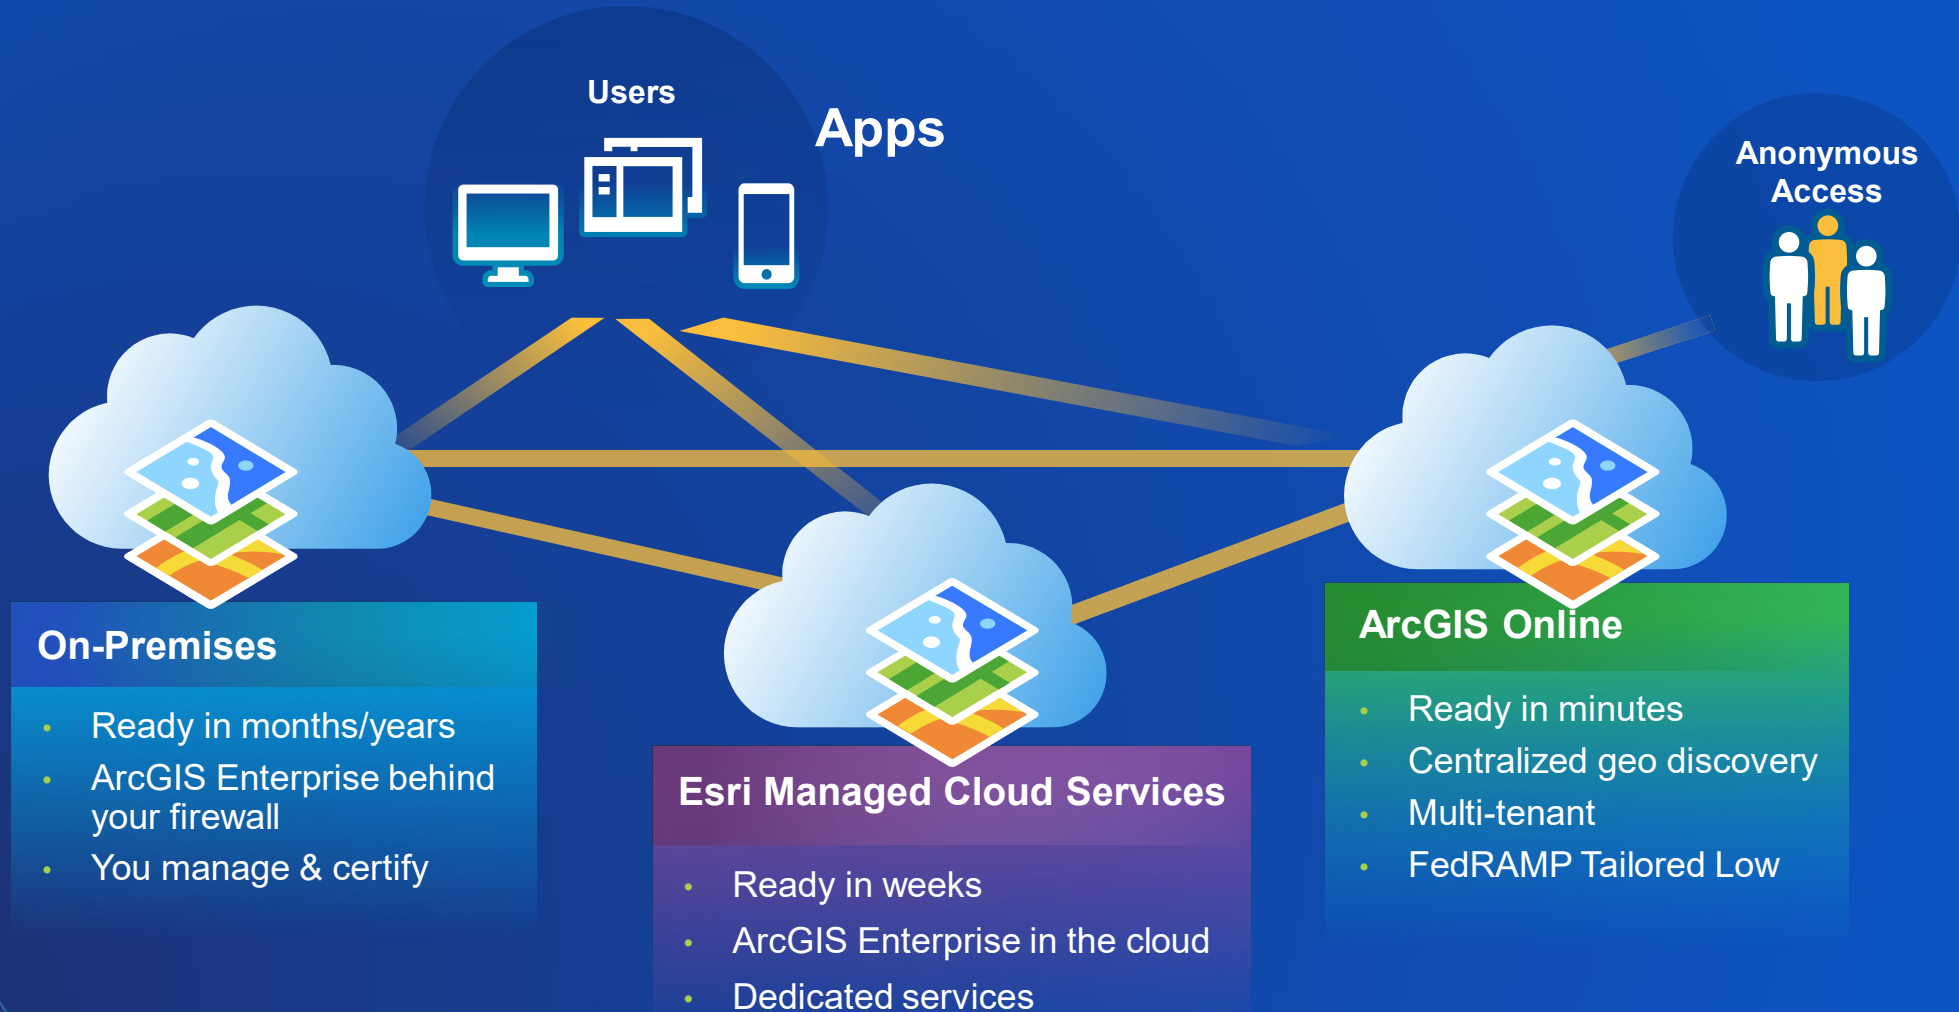 Users
Apps
Anonymous
Access
On-Premises
• Ready in months/years
• ArcGIS Enterprise behind
your firewall
• You manage & certify
Esri Managed Cloud Services
• Ready in weeks
• ArcGIS Enterprise in the cloud
• Dedicated services
ArcGIS Online
• Ready in minutes
• Centralized geo discovery
• Multi-tenant
• FedRAMP Tailored Low